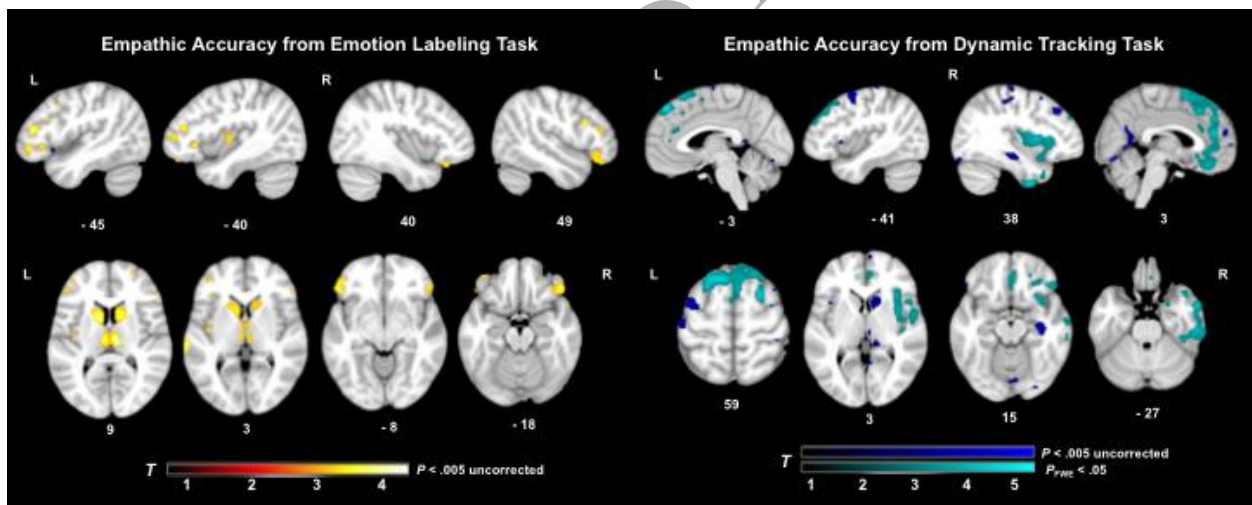 Empathic Accuracy from Emotion Labeling Task
L
R
- 45
- 40
40
49
L
R
9
3
- 8
- 18
T
P < .005 uncorrected
1 2 3 4
Empathic Accuracy from Dynamic Tracking Task
L
R
- 3
- 41
38
3
L
R
59
3
15
- 27
T
P < .005 uncorrected
PFWE < .05
1 2 3 4 5